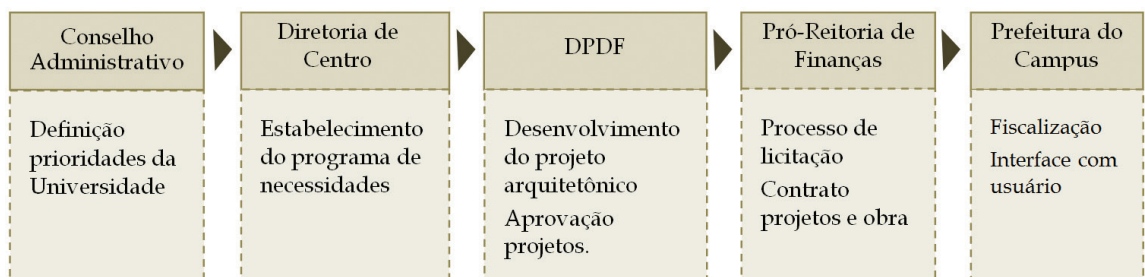 Conselho
Administrativo
Definição
prioridades da
Universidade
Diretoria de
Centro
Estabelecimento
do programa de
necessidades
DPDF
Desenvolvimento
do projeto
arquitetônico
Aprovação
projetos.
Pró-Reitoria de
Finanças
Processo de
licitação
Contrato
projetos e obra
Prefeitura do
Campus
Fiscalização
Interface com
usuário